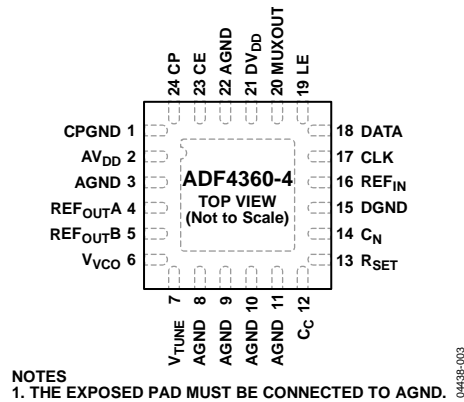 24 CP
23 CE
22 AGND
21 DVDD
20 MUXOUT
19 LE
CPGND 1
AVDD 2
AGND 3
REFOUTA 4
REFOUTB 5
VVCO 6
ADF4360-4
TOP VIEW
(Not to Scale)
18 DATA
17 CLK
16 REFIN
15 DGND
14 CN
13 RSET
VTUNE 7
AGND 8
AGND 9
AGND 10
AGND 11
CC 12
NOTES
1. THE EXPOSED PAD MUST BE CONNECTED TO AGND.
04438-003